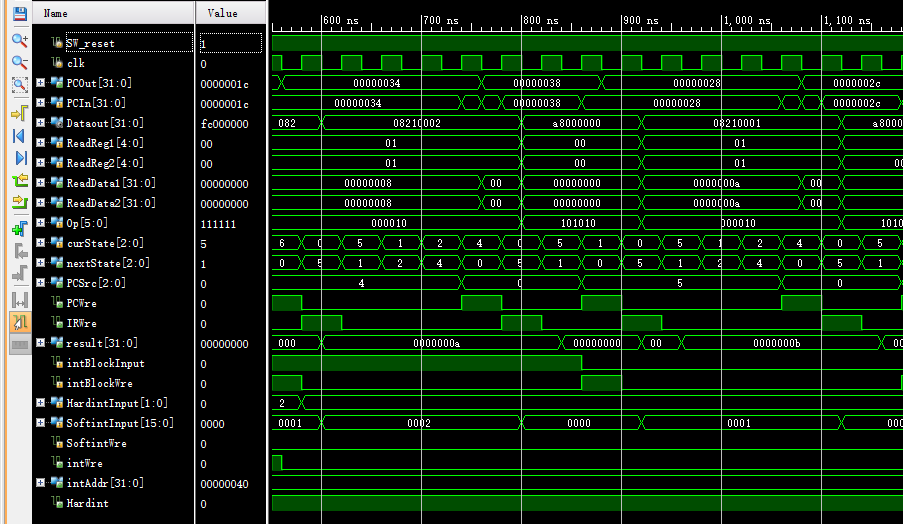 Name Value 600 ns 700 ns 800 ns 900 ns 1,000 ns 1,100 ns
SW_reset 1
clk 0
PCOut[31:0] 0000001c 00000034 00000038 00000028 0000002c
PCIn[31:0] 0000001c 00000034 00000038 00000028 0000002c
Dataout[31:0] fc000000 082 08210002 a8000000 08210001 a8000
ReadReg1[4:0] 00 01 00 01
ReadReg2[4:0] 00 01 00 01 00
ReadData1[31:0] 00000000 00000008 00 00000000 0000000a 00
ReadData2[31:0] 00000000 00000008 00 00000000 0000000a 00
Op[5:0] 111111 000010 101010 000010 1010
curState[2:0] 5 6 0 5 1 2 4 0 5 1 0 5 1 2 4 0 5
nextState[2:0] 1 0 5 1 2 4 0 5 1 0 5 1 2 4 0 5 1
PCSrc[2:0] 0 4 0 5 0
PCWre 0
IRWre 0
result[31:0] 00000000 000 0000000a 00000000 00 0000000b 00
intBlockInput 0
intBlockWre 0
HardintInput[1:0] 0 2 0
SoftintInput[15:0] 0000 0001 0002 0000 0001 000
SoftintWre 0
intWre 0
intAddr[31:0] 00000040
Hardint 0